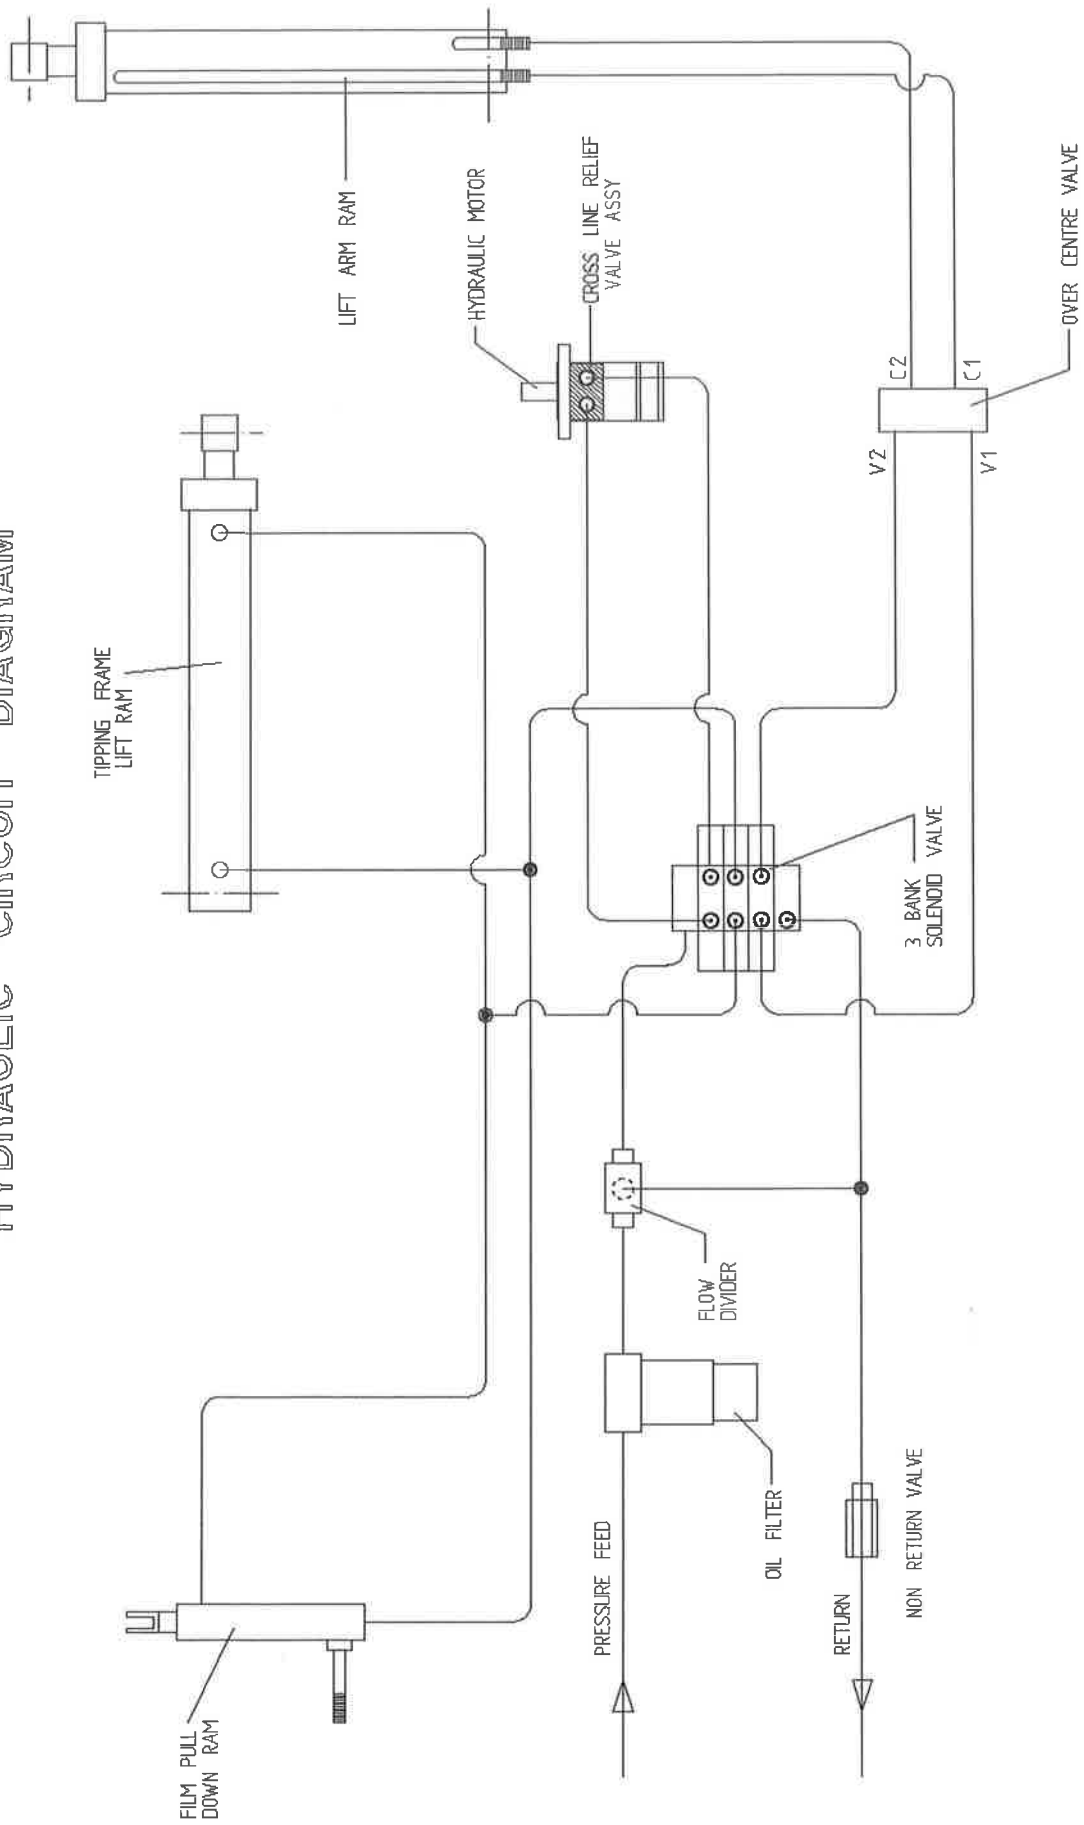 HYDRAULIC CIRCUIT DIAGRAM
TIPPING FRAME
LIFT RAM
LIFT ARM RAM
HYDRAULIC MOTOR
CROSS LINE RELIEF
VALVE ASSY
FILM PULL
DOWN RAM
PRESSURE FEED
OIL FILTER
FLOW
DIVIDER
3 BANK
SOLENOID VALVE
V2
C2
V1
C1
OVER CENTRE VALVE
RETURN
NON RETURN VALVE